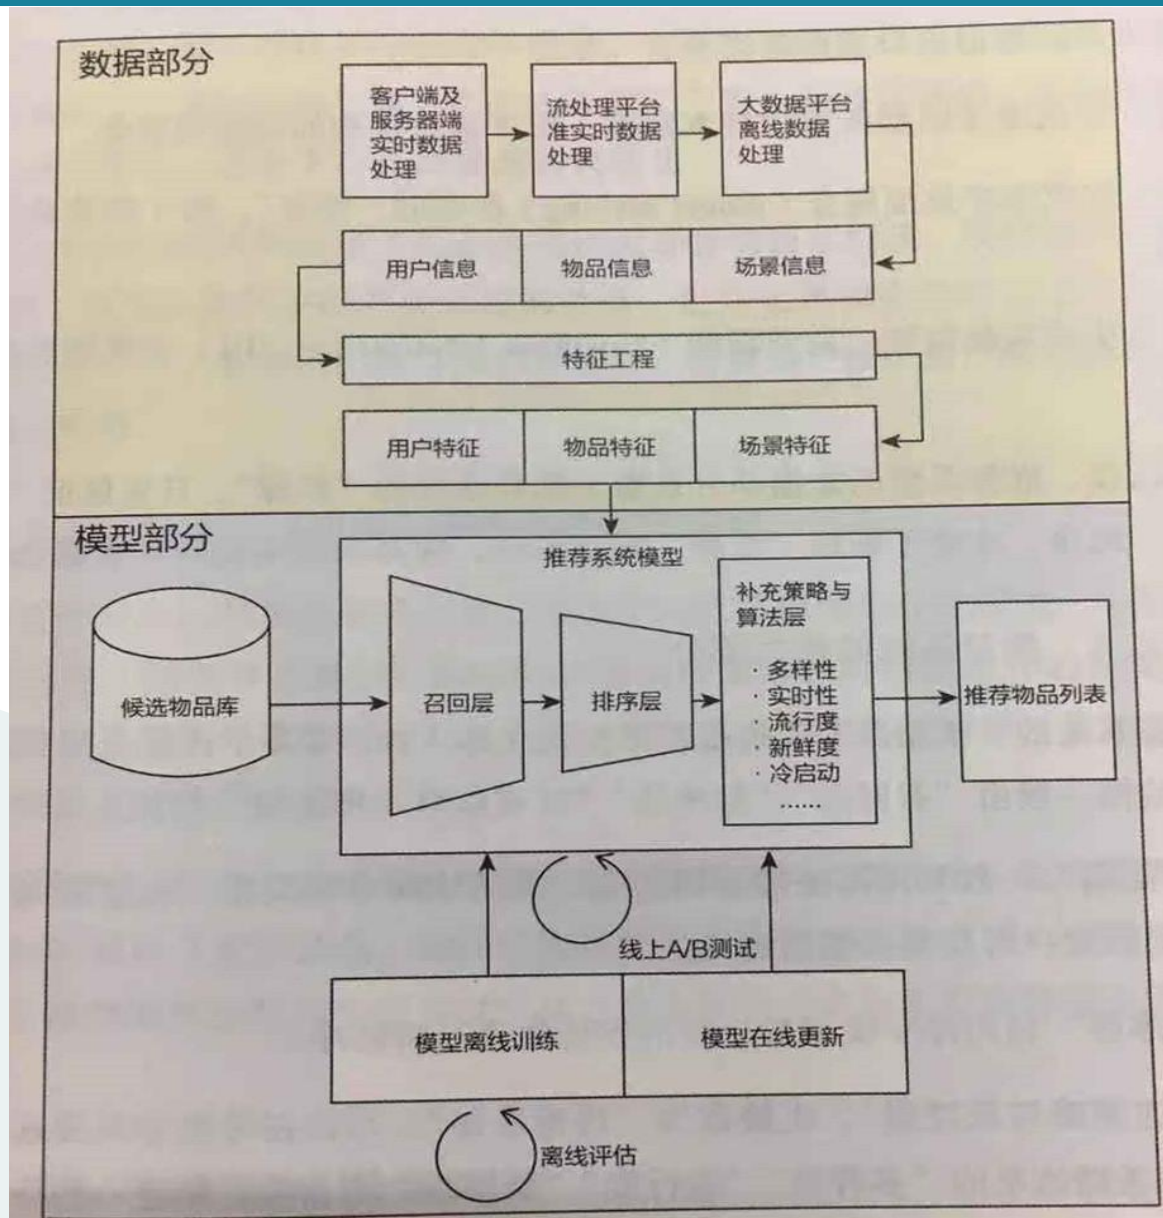 数据部分
客户端及
服务器端
实时数据
处理
流处理平台
准实时数据
处理
大数据平台
离线数据
处理
用户信息
物品信息
场景信息
特征工程
用户特征
物品特征
场景特征
模型部分
推荐系统模型
候选物品库
召回层
排序层
补充策略与
算法层
· 多样性
· 实时性
· 流行度
· 新鲜度
· 冷启动
......
推荐物品列表
线上A/B测试
模型离线训练
模型在线更新
离线评估